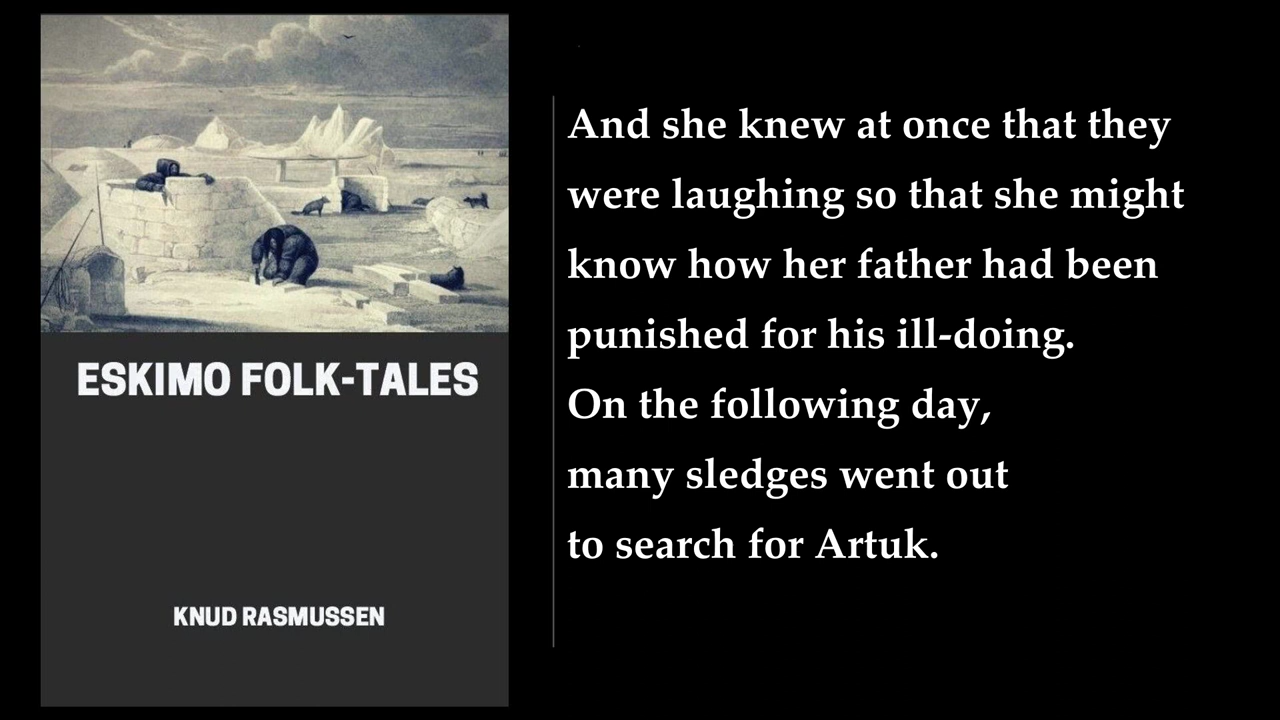 ESKIMO FOLK-TALES
KNUD RASMUSSEN
And she knew at once that they
were laughing so that she might
know how her father had been
punished for his ill-doing.
On the following day,
many sledges went out
to search for Artuk.